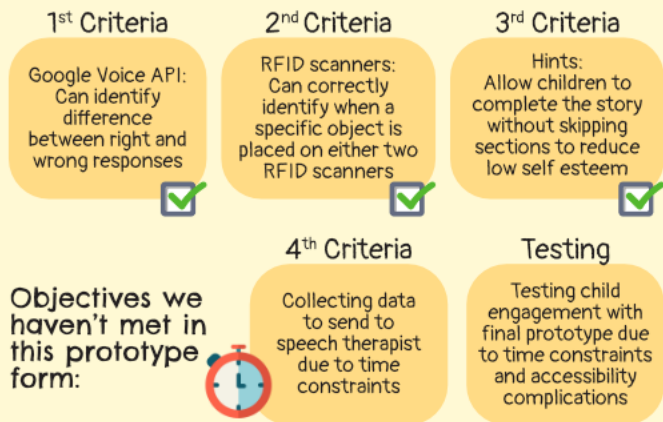 1st Criteria
Google Voice API:
Can identify
difference
between right and
wrong responses
2nd Criteria
RFID scanners:
Can correctly
identify when a
specific object is
placed on either two
RFID scanners
3rd Criteria
Hints:
Allow children to
complete the story
without skipping
sections to reduce
low self esteem
Objectives we
haven't met in
this prototype
form:
4th Criteria
Collecting data
to send to
speech therapist
due to time
constraints
Testing
Testing child
engagement with
final prototype due
to time constraints
and accessibility
complications